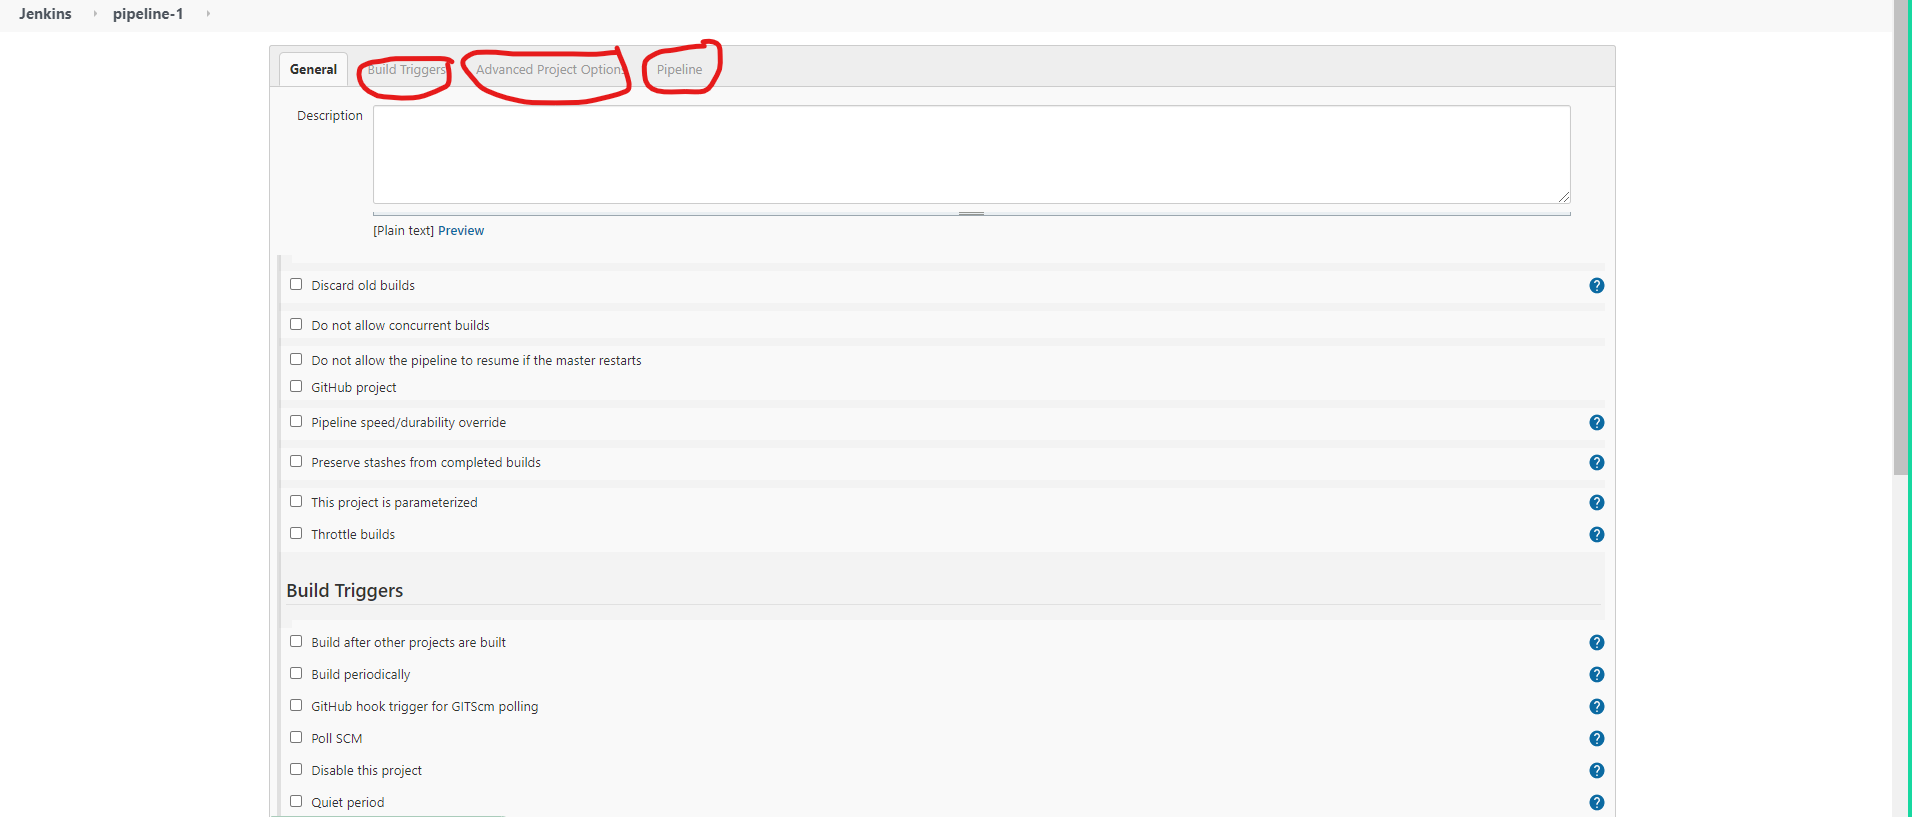 Jenkins pipeline-1
General Build Triggers Advanced Project Options Pipeline
Description
[Plain text] Preview
Discard old builds
Do not allow concurrent builds
Do not allow the pipeline to resume if the master restarts
GitHub project
Pipeline speed/durability override
Preserve stashes from completed builds
This project is parameterized
Throttle builds
Build Triggers
Build after other projects are built
Build periodically
GitHub hook trigger for GITScm polling
Poll SCM
Disable this project
Quiet period